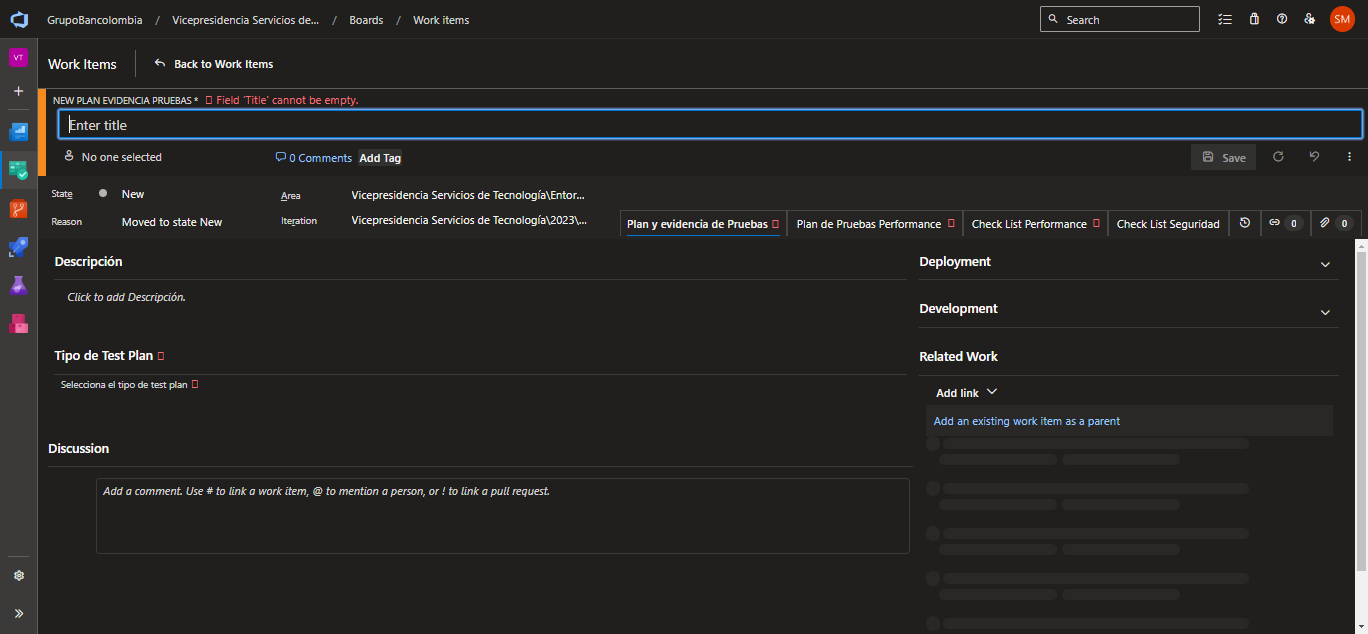 GrupoBancolombia / Vicepresidencia Servicios de... / Boards / Work items
Search
SM
VT
Work Items
Back to Work Items
NEW PLAN EVIDENCIA PRUEBAS * Field 'Title' cannot be empty.
Enter title
No one selected
0 Comments
Add Tag
Save
State
New
Area
Vicepresidencia Servicios de Tecnología\Entor...
Reason
Moved to state New
Iteration
Vicepresidencia Servicios de Tecnología\2023\...
Plan y evidencia de Pruebas
Plan de Pruebas Performance
Check List Performance
Check List Seguridad
0
0
Descripción
Click to add Descripción.
Tipo de Test Plan
Selecciona el tipo de test plan
Discussion
Add a comment. Use # to link a work item, @ to mention a person, or ! to link a pull request.
Deployment
Development
Related Work
Add link
Add an existing work item as a parent